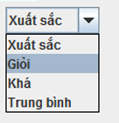 Xuất sắc
Xuất sắc
Giỏi
Khá
Trung bình